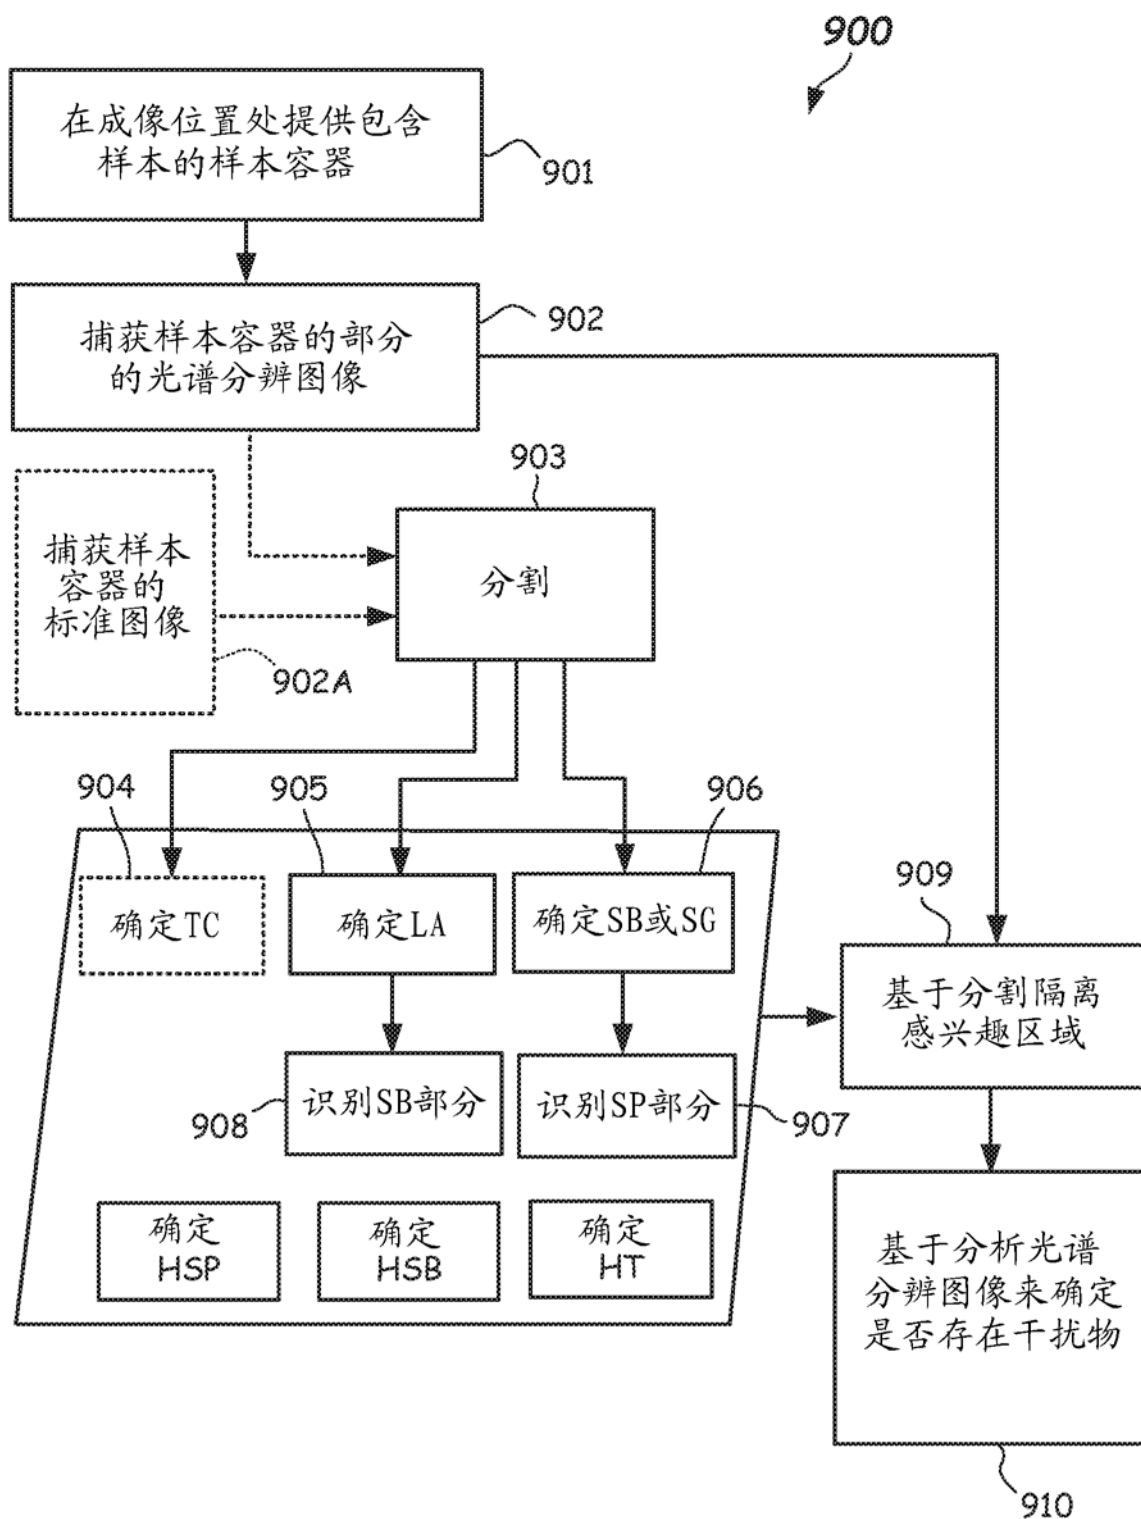 900
在成像位置处提供包含
样本的样本容器
901
捕获样本容器的部分
的光谱分辨图像
902
903
捕获样本
容器的
标准图像
902A
分割
904
905
906
确定TC
确定LA
确定SB或SG
909
基于分割隔离
感兴趣区域
识别SB部分
908
识别SP部分
907
确定
HSP
确定
HSB
确定
HT
基于分析光谱
分辨图像来确定
是否存在干扰物
910